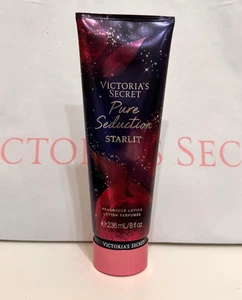 VICTORIA'S
SECRET
Pure
Seduction
STARLIT
FRAGRANCE LOTION
LOTION PARFUMÉE
e 236 mL/8 fl oz
VICTORIA'S SECRET
CTORIA'S SEC